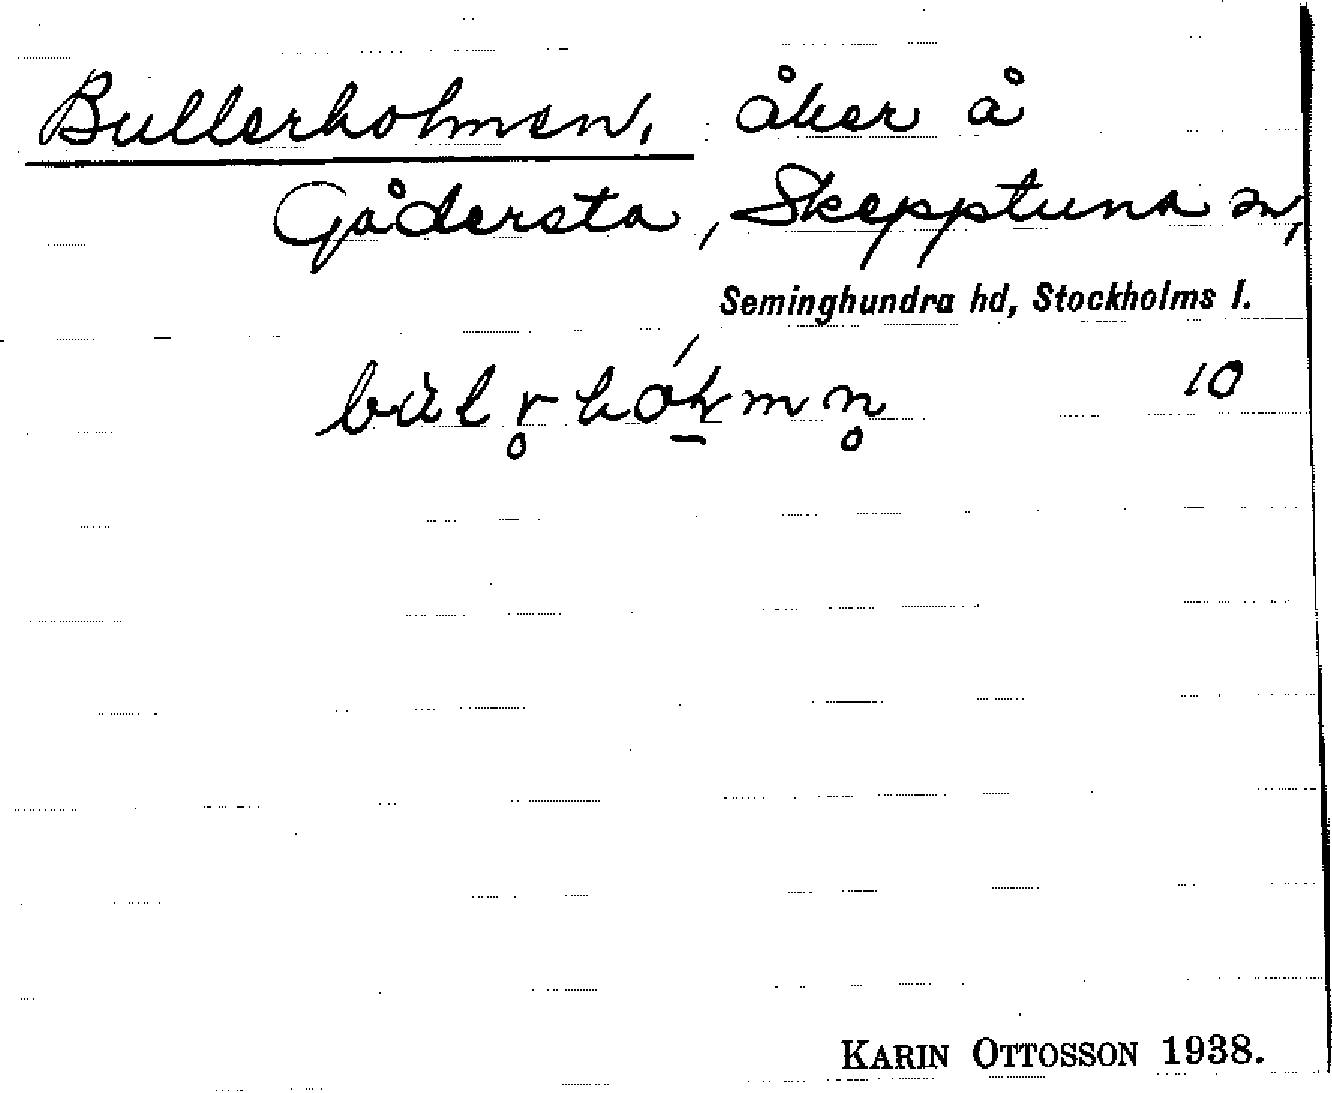 Bullerholmen, åker å
Gådersta, Skepptuna sn,
Seminghundra hd, Stockholms l.
10
KARIN OTTOSSON 1938.